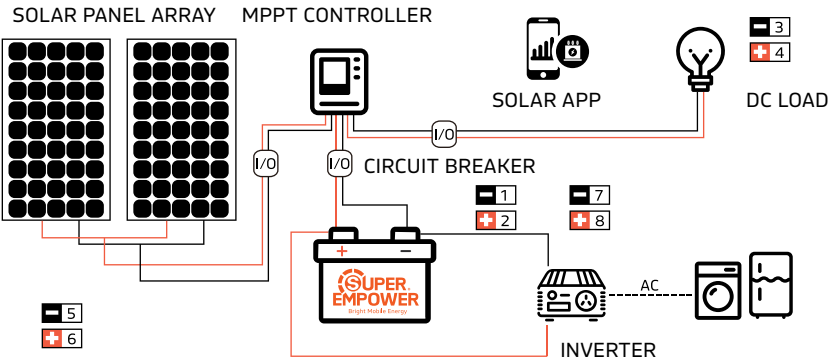 SOLAR PANEL ARRAY
MPPT CONTROLLER
SOLAR APP
- 3
+ 4
DC LOAD
I/O
I/O
I/O
CIRCUIT BREAKER
- 1
+ 2
- 7
+ 8
+ -
SUPER
EMPOWER
Bright Mobile Energy
AC
- 5
+ 6
INVERTER